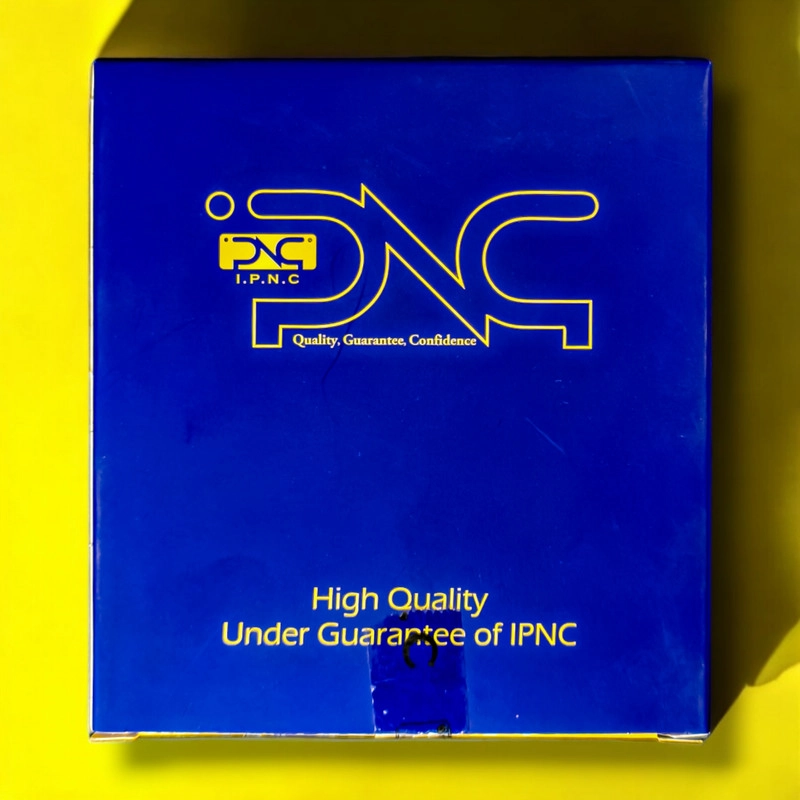 iPNC
iPNC
I.P.N.C
Quality, Guarantee, Confidence
High Quality
Under Guarantee of IPNC
C